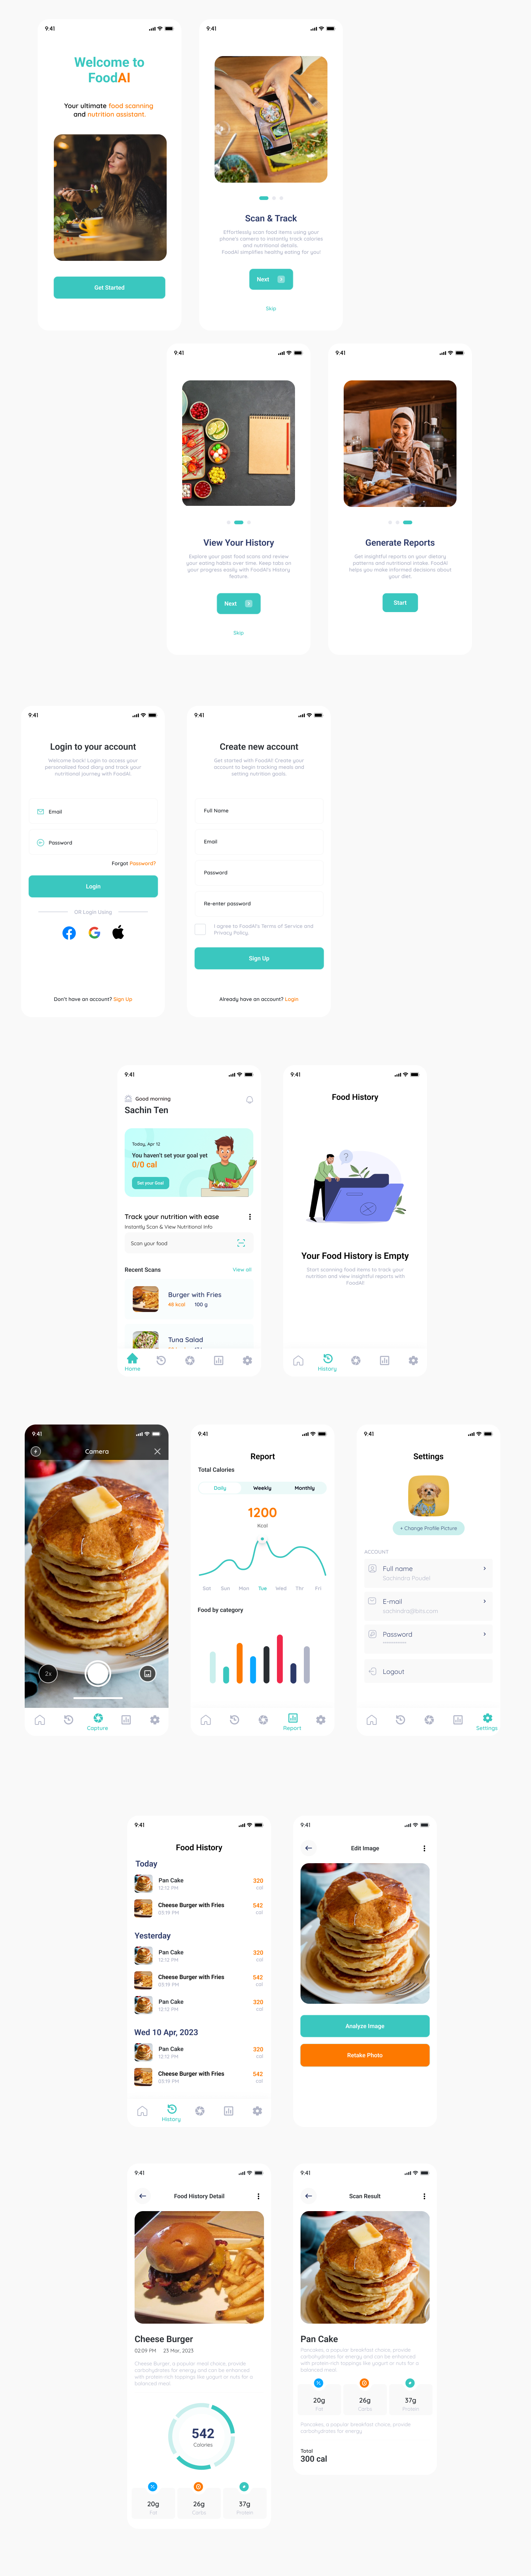 9:41
Welcome to
FoodAI
Your ultimate food scanning
and nutrition assistant.
Get Started
9:41
Scan & Track
Effortlessly scan food items using your
phone's camera to instantly track calories
and nutritional details.
FoodAI simplifies healthy eating for you!
Next
Skip
9:41
View Your History
Explore your past food scans and review
your eating habits over time. Keep tabs on
your progress easily with FoodAI's History
feature.
Next
Skip
9:41
Generate Reports
Get insightful reports on your dietary
patterns and nutritional intake. FoodAI
helps you make informed decisions about
your diet.
Start
9:41
Login to your account
Welcome back! Login to access your
personalised food diary and track your
nutritional journey with FoodAI.
Email
Password
Forgot Password?
Login
OR Login Using
Don't have an account? Sign Up
9:41
Create new account
Get started with FoodAI! Create your
account to begin tracking meals and
setting nutrition goals.
Full Name
Email
Password
Re-enter password
I agree to FoodAI's Terms of Service and
Privacy Policy.
Sign Up
Already have an account? Login
9:41
Good morning
Sachin Ten
Today, Apr 12
You haven't set your goal yet
0/0 cal
Set your Goal
Track your nutrition with ease
Instantly Scan & View Nutritional info
Scan your food
Recent Scans
View all
Burger with Fries
48 kcal
100 g
Tuna Salad
Home
9:41
Food History
?
Your Food History is Empty
Start scanning food items to track your
nutrition and view insightful reports with
FoodAI!
History
9:41
Camera
2x
Capture
9:41
Report
Total Calories
Daily
Weekly
Monthly
1200
Kcal
Sat
Sun
Mon
Tue
Wed
Thr
Fri
Food by category
Report
9:41
Settings
+ Change Profile Picture
ACCOUNT
Full name
Sachindra Poudel
E-mail
Password
Logout
Settings
9:41
Food History
Today
Pan Cake
320
12:12 PM
cal
Cheese Burger with Fries
542
03:19 PM
cal
Yesterday
Pan Cake
320
12:12 PM
cal
Cheese Burger with Fries
542
03:19 PM
cal
Pan Cake
320
12:12 PM
cal
Wed 10 Apr, 2023
Pan Cake
320
12:12 PM
cal
Cheese Burger with Fries
542
03:19 PM
cal
History
9:41
Edit Image
Analyze Image
Retake Photo
9:41
Food History Detail
Cheese Burger
02:09 PM
23 Mar, 2023
Cheese Burger, a popular meal choice, provide
carbohydrates for energy and can be enhanced
with protein-rich toppings like yogurt or nuts for a
balanced meal.
542
Calories
20g
26g
37g
Fat
Carbs
Protein
9:41
Scan Result
Pan Cake
Pancakes, a popular breakfast choice, provide
carbohydrates for energy and can be enhanced
with protein-rich toppings like yogurt or nuts for a
balanced meal.
20g
26g
37g
Fat
Carbs
Protein
Pancakes, a popular breakfast choice, provide
carbohydrates for energy
Total
300 cal